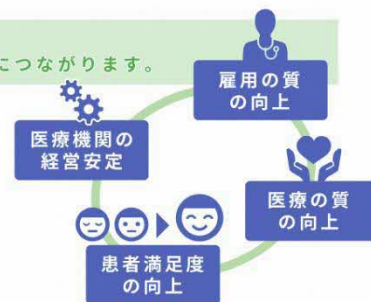 につながります。
雇用の質
の向上
医療機関の
経営安定
医療の質
の向上
患者満足度
の向上